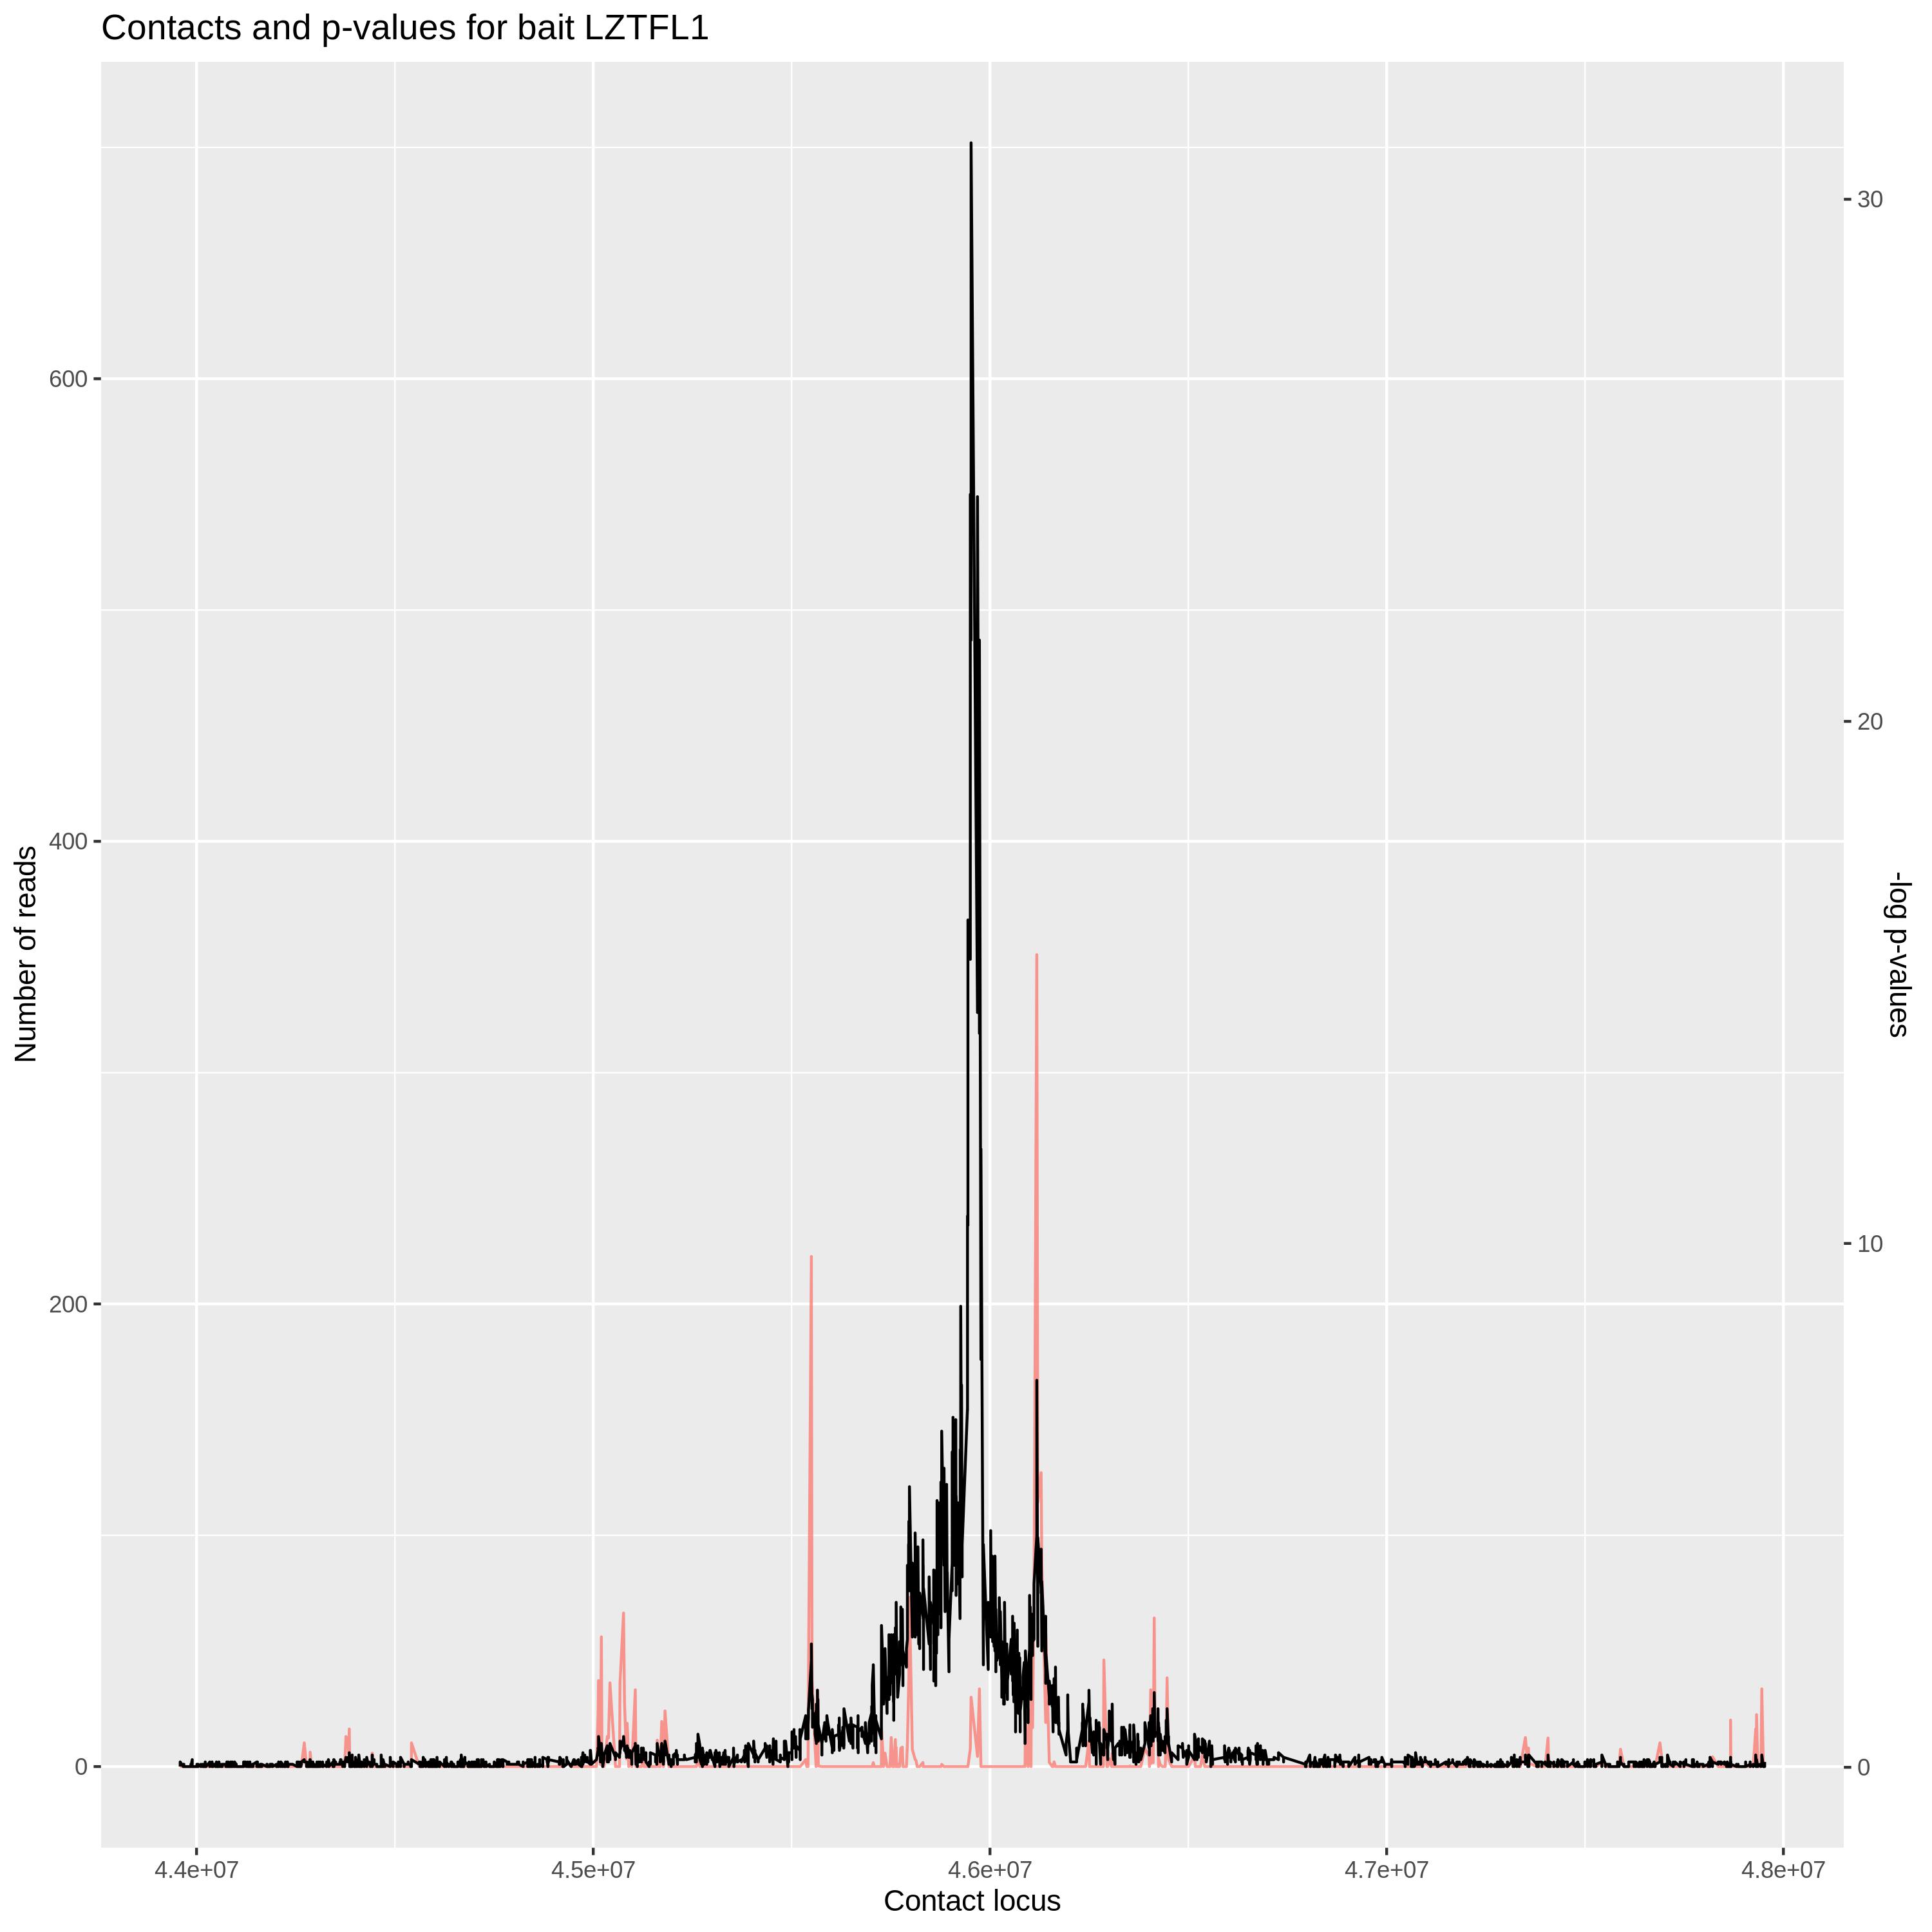 Contacts and p-values for bait LZTFL1
Number of reads
600
400
200
0
30
20
10
0
-log p-values
4.4e+07 4.5e+07 4.6e+07 4.7e+07 4.8e+07
Contact locus